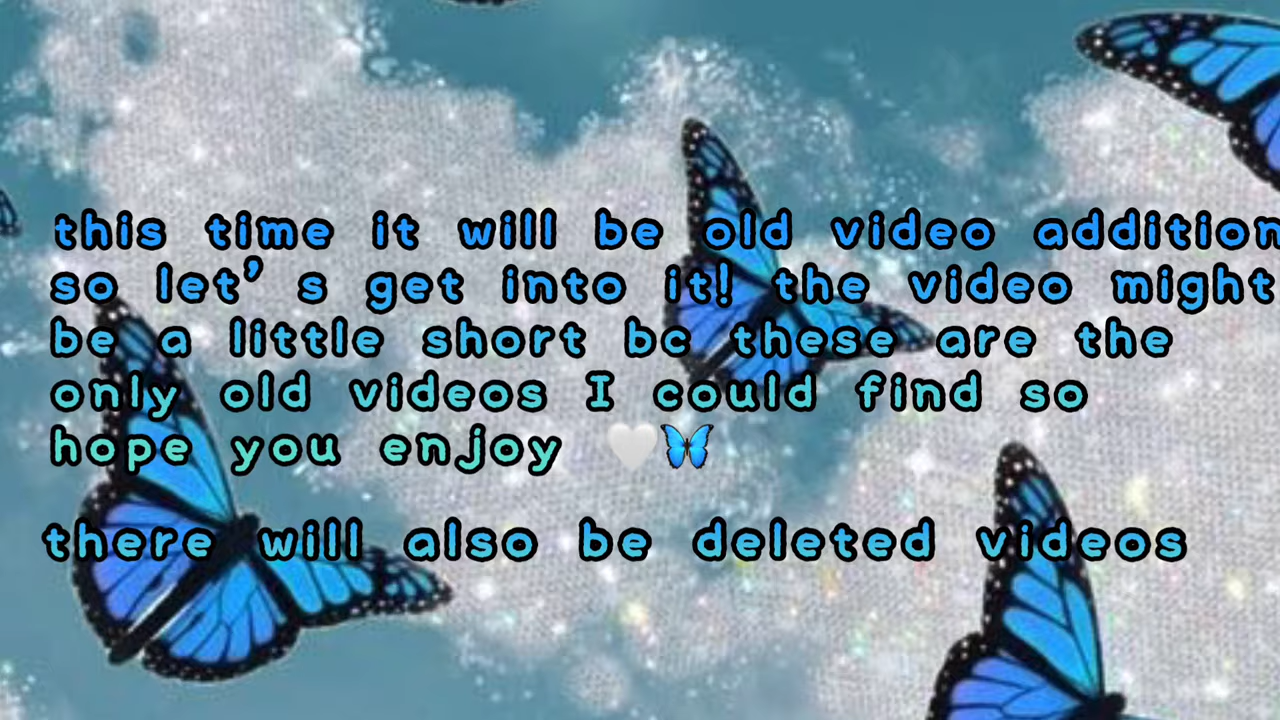 this time it will be old video addition
so let’ s get into it! the video might
be a little short bc these are the
only old videos I could find so
hope you enjoy 🤍🦋
there will also be deleted videos